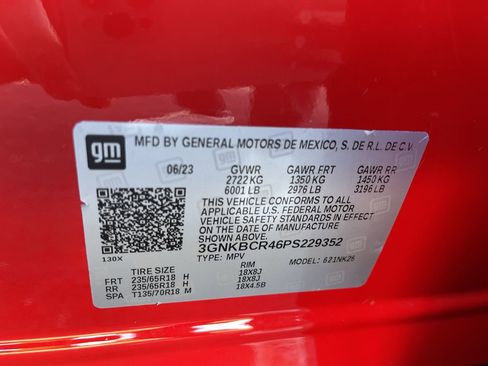 gm
MFD BY GENERAL MOTORS DE MEXICO, S. DE R.L. DE C.V.
06/23 GVWR GAWR FRT GAWR RR
2722 KG 1350 KG 1450 KG
6001 LB 2976 LB 3196 LB
THIS VEHICLE CONFORMS TO ALL
APPLICABLE U.S. FEDERAL MOTOR
VEHICLE SAFETY STANDARDS IN EFFECT ON
THE DATE OF MANUFACTURE
SHOWN ABOVE.
3GNKBCR46PS229352
130X TYPE: MPV MODEL: 621NK26
TIRE SIZE RIM
FRT 235/65R18 H 18X8J
RR 235/65R18 H 18X8J
SPA T135/70R18 M 18X4.5B